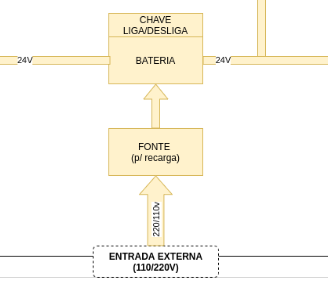 CHAVE
LIGA/DESLIGA
24V
BATERIA
24V
FONTE
(p/ recarga)
220/110v
ENTRADA EXTERNA
(110/220V)